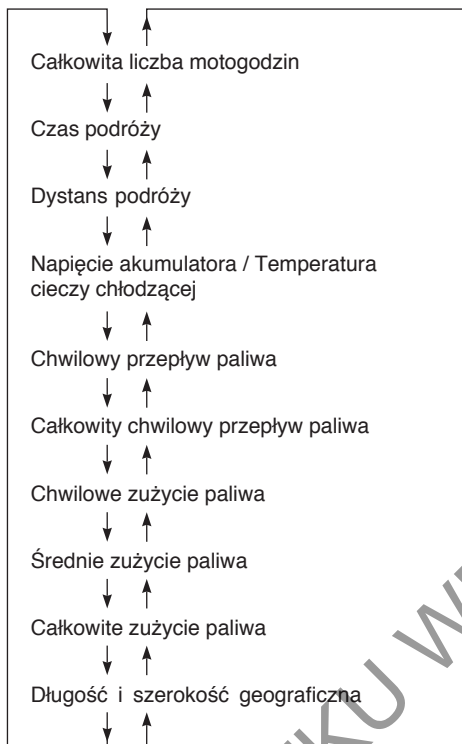 Całkowita liczba motogodzin
Czas podróży
Dystans podróży
Napięcie akumulatora / Temperatura
cieczy chłodzącej
Chwilowy przepływ paliwa
Całkowity chwilowy przepływ paliwa
Chwilowe zużycie paliwa
Średnie zużycie paliwa
Całkowite zużycie paliwa
Długość i szerokość geograficzna